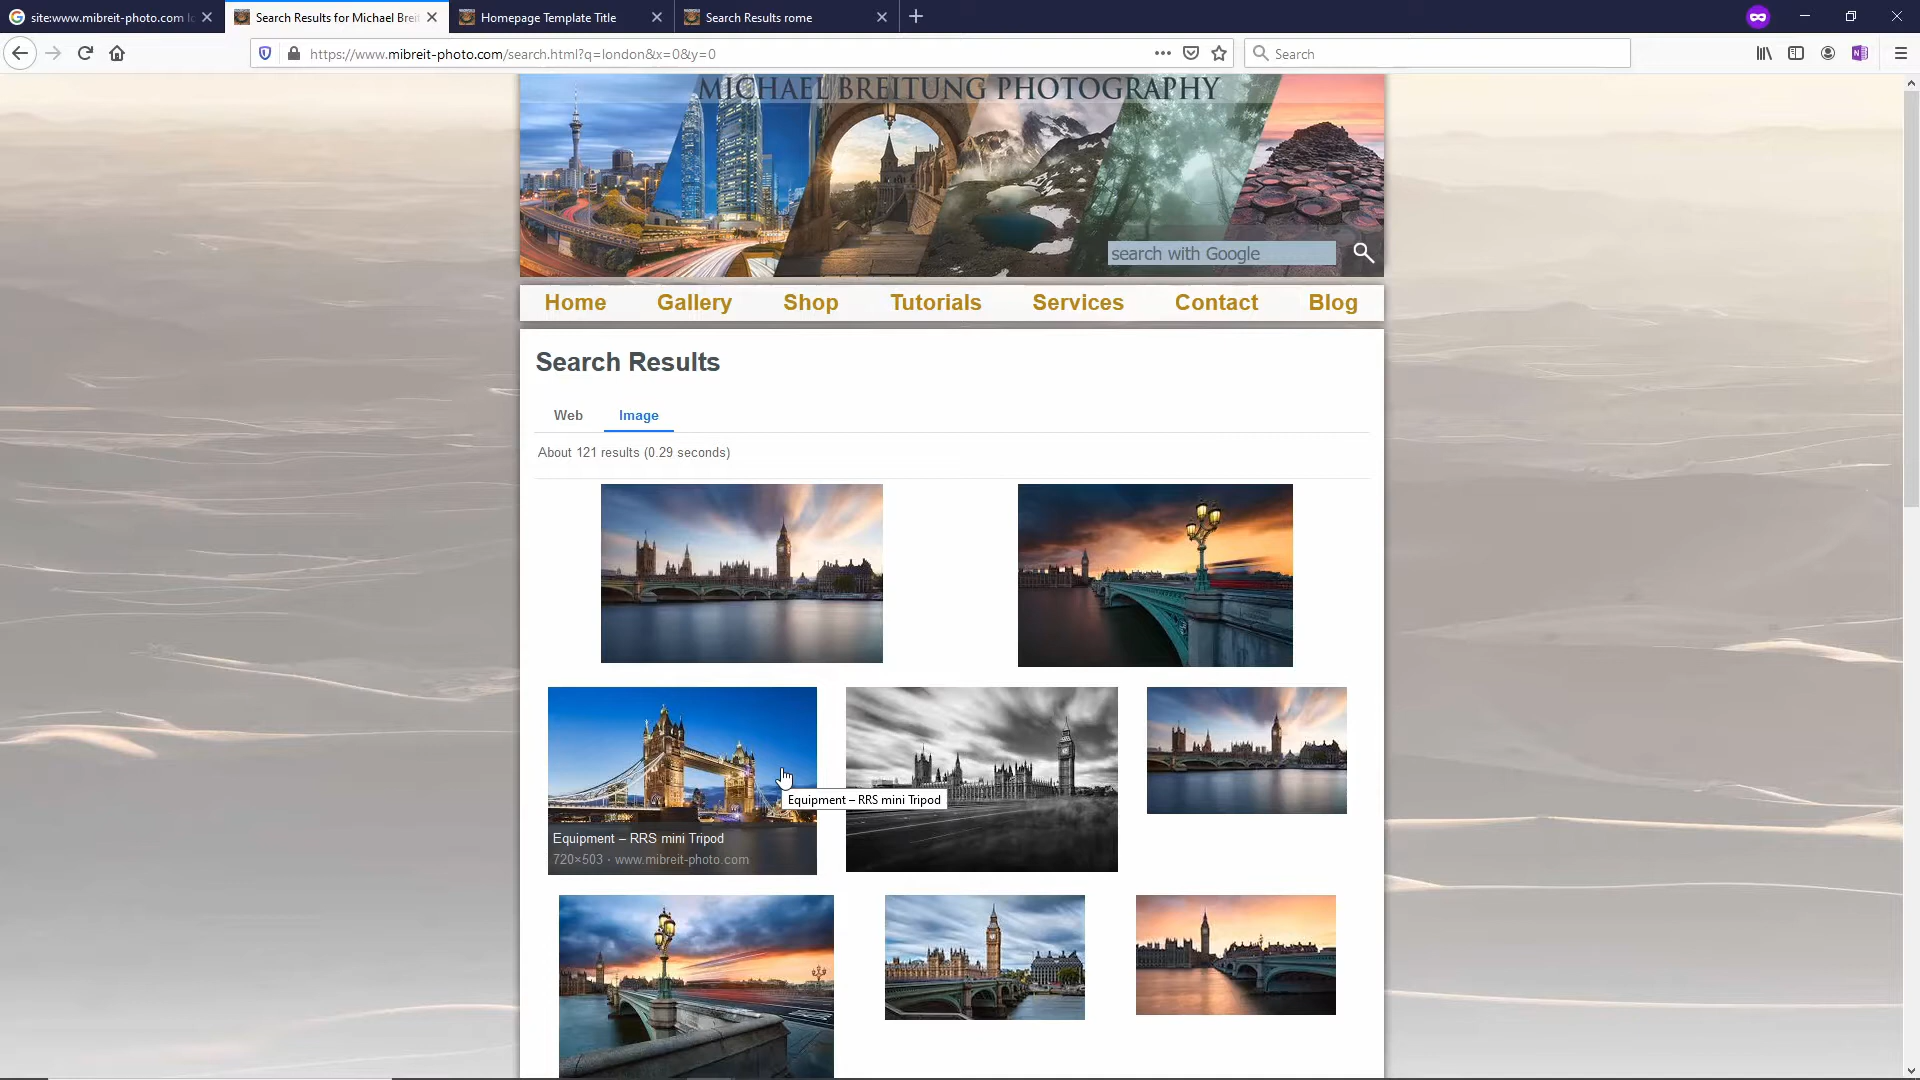 site:www.mibreit-photo.com lo
Search Results for Michael Breit
Homepage Template Title
Search Results rome
https://www.mibreit-photo.com/search.html?q=london&x=0&y=0
Search
MICHAEL BREITUNG PHOTOGRAPHY
search with Google
Home Gallery Shop Tutorials Services Contact Blog
Search Results
Web Image
About 121 results (0.29 seconds)
Equipment – RRS mini Tripod
Equipment – RRS mini Tripod
720×503 · www.mibreit-photo.com